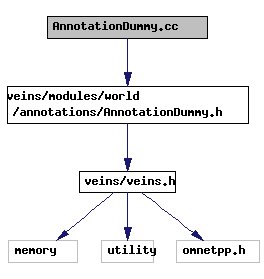 AnnotationDummy.cc
veins/modules/world
/annotations/AnnotationDummy.h
veins/veins.h
memory
utility
omnetpp.h